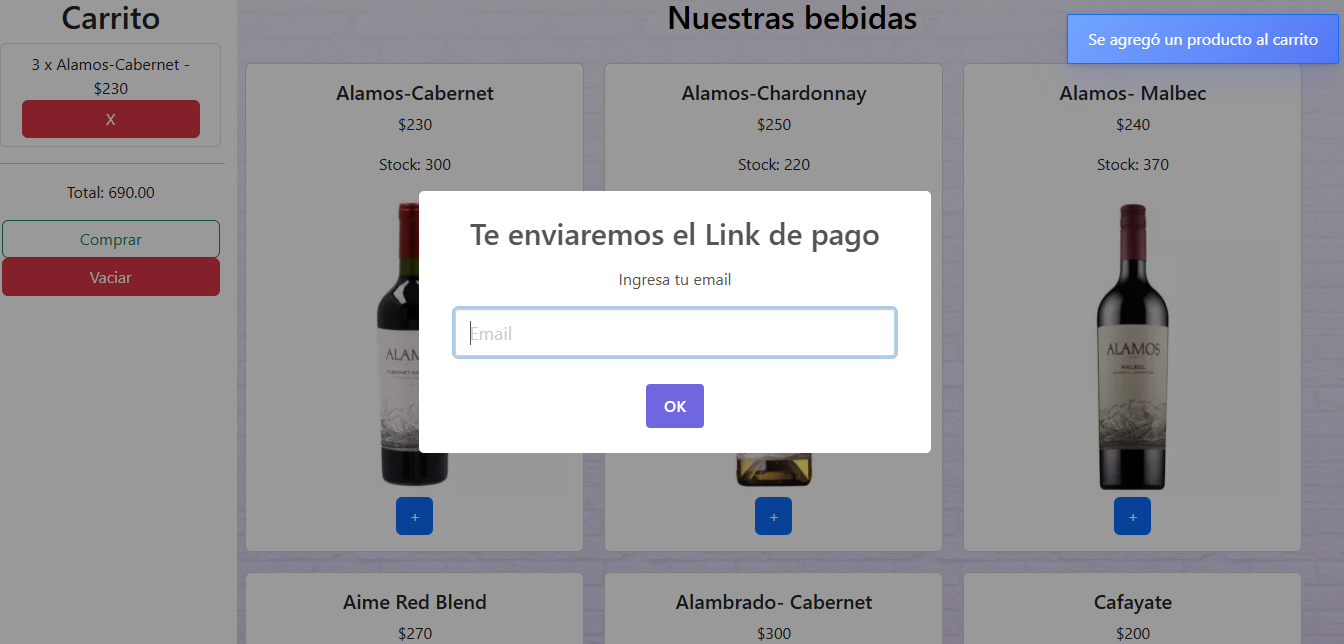 Carrito
3 x Alamos-Cabernet -
$230
X
Total: 690.00
Comprar
Vaciar
Nuestras bebidas
Se agregó un producto al carrito
Alamos-Cabernet
$230
Stock: 300
ALAM
+
Alamos-Chardonnay
$250
Stock: 220
+
Alamos- Malbec
$240
Stock: 370
ALAMOS
MALBEC
+
Te enviaremos el Link de pago
Ingresa tu email
Email
OK
Aime Red Blend
$270
Alambrado- Cabernet
$300
Cafayate
$200